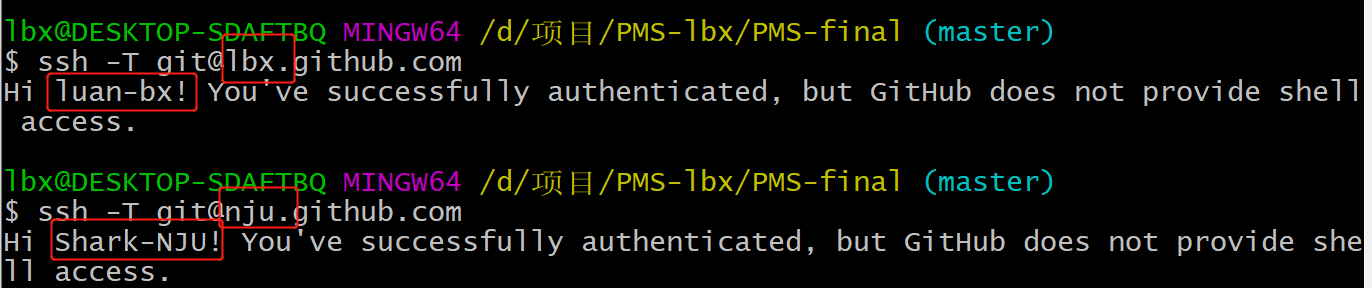 lbx@DESKTOP-SDAFTBQ MINGW64 /d/项目/PMS-lbx/PMS-final (master)
$ ssh -T git@lbx.github.com
Hi luan-bx! You've successfully authenticated, but GitHub does not provide shell
access.
lbx@DESKTOP-SDAFTBQ MINGW64 /d/项目/PMS-lbx/PMS-final (master)
$ ssh -T git@nju.github.com
Hi Shark-NJU! You've successfully authenticated, but GitHub does not provide she
ll access.